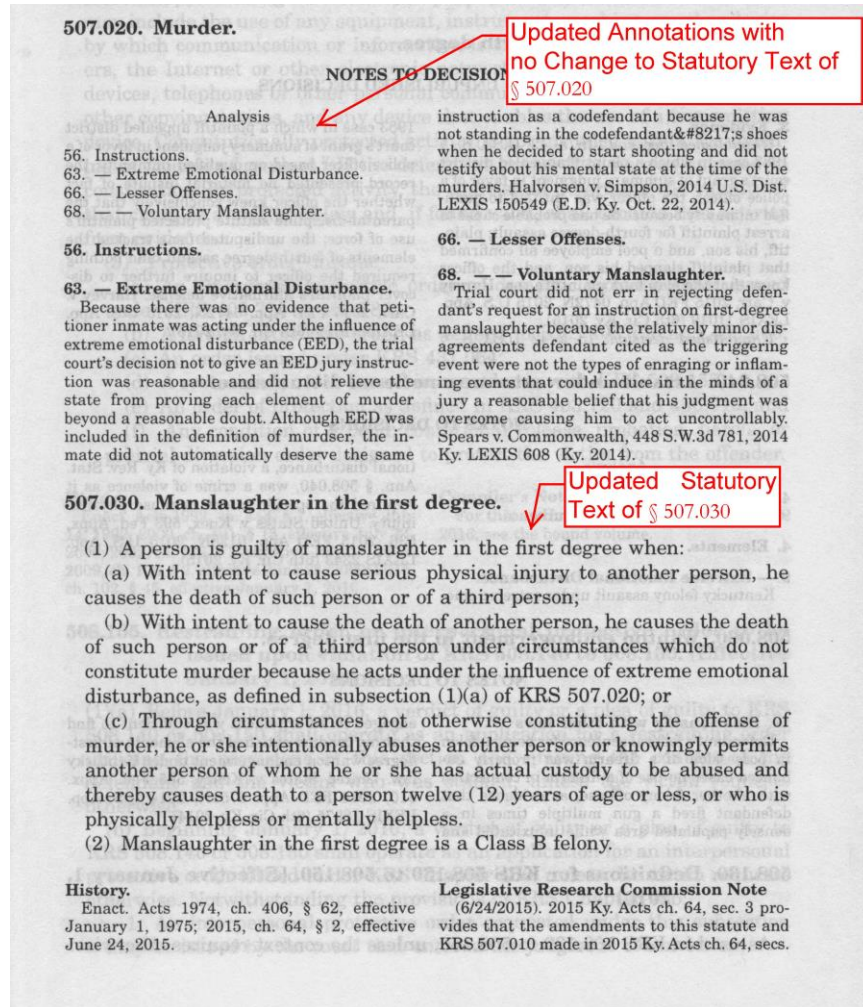 507.020. Murder.
Updated Annotations with
no Change to Statutory Text of
§ 507.020
NOTES TO DECISION
Analysis
56. Instructions.
63. — Extreme Emotional Disturbance.
66. — Lesser Offenses.
68. — — Voluntary Manslaughter.
56. Instructions.
63. — Extreme Emotional Disturbance.
Because there was no evidence that peti-
tioner inmate was acting under the influence of
extreme emotional disturbance (EED), the trial
court's decision not to give an EED jury instruc-
tion was reasonable and did not relieve the
state from proving each element of murder
beyond a reasonable doubt. Although EED was
included in the definition of murdser, the in-
mate did not automatically deserve the same
instruction as a codefendant because he was
not standing in the codefendant&#8217;s shoes
when he decided to start shooting and did not
testify about his mental state at the time of the
murders. Halvorsen v. Simpson, 2014 U.S. Dist.
LEXIS 150549 (E.D. Ky. Oct. 22, 2014).
66. — Lesser Offenses.
68. — — Voluntary Manslaughter.
Trial court did not err in rejecting defen-
dant's request for an instruction on first-degree
manslaughter because the relatively minor dis-
agreements defendant cited as the triggering
event were not the types of enraging or inflam-
ing events that could induce in the minds of a
jury a reasonable belief that his judgment was
overcome causing him to act uncontrollably.
Spears v. Commonwealth, 448 S.W.3d 781, 2014
Ky. LEXIS 608 (Ky. 2014).
Updated Statutory
Text of § 507.030
507.030. Manslaughter in the first degree.
(1) A person is guilty of manslaughter in the first degree when:
(a) With intent to cause serious physical injury to another person, he
causes the death of such person or of a third person;
(b) With intent to cause the death of another person, he causes the death
of such person or of a third person under circumstances which do not
constitute murder because he acts under the influence of extreme emotional
disturbance, as defined in subsection (1)(a) of KRS 507.020; or
(c) Through circumstances not otherwise constituting the offense of
murder, he or she intentionally abuses another person or knowingly permits
another person of whom he or she has actual custody to be abused and
thereby causes death to a person twelve (12) years of age or less, or who is
physically helpless or mentally helpless.
(2) Manslaughter in the first degree is a Class B felony.
History.
Enact. Acts 1974, ch. 406, § 62, effective
January 1, 1975; 2015, ch. 64, § 2, effective
June 24, 2015.
Legislative Research Commission Note
(6/24/2015). 2015 Ky. Acts ch. 64, sec. 3 pro-
vides that the amendments to this statute and
KRS 507.010 made in 2015 Ky. Acts ch. 64, secs.